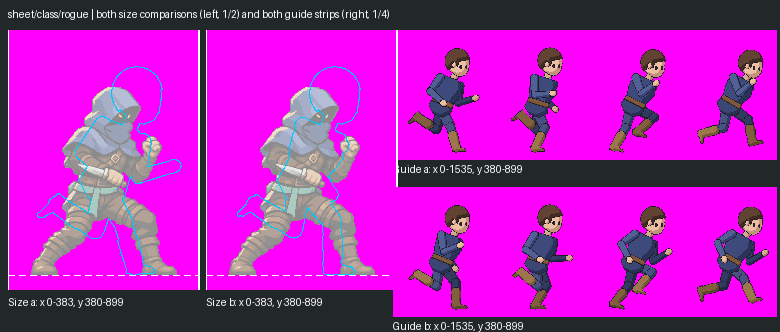 sheet/class/rogue | both size comparisons (left, 1/2) and both guide strips (right, 1/4)
Guide a: x 0-1535, y 380-899
Size a: x 0-383, y 380-899
Size b: x 0-383, y 380-899
Guide b: x 0-1535, y 380-899